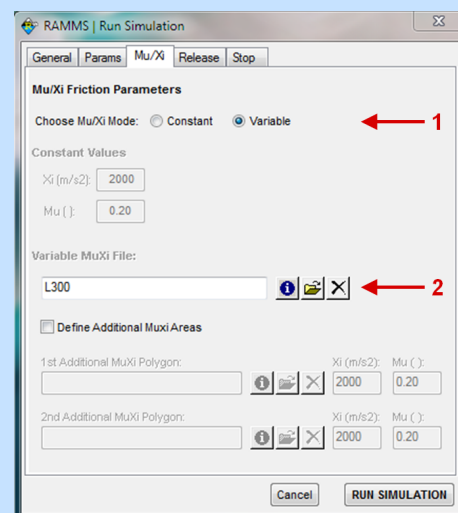 RAMMS | Run Simulation
General Params Mu/Xi Release Stop
Mu/Xi Friction Parameters
Choose Mu/Xi Mode: Constant Variable 1
Constant Values
Xi (m/s2): 2000
Mu ( ): 0.20
Variable MuXi File:
L300 2
Define Additional Muxi Areas
1st Additional MuXi Polygon: Xi (m/s2): Mu ( ):
2000 0.20
2nd Additional MuXi Polygon: Xi (m/s2): Mu ( ):
2000 0.20
Cancel RUN SIMULATION